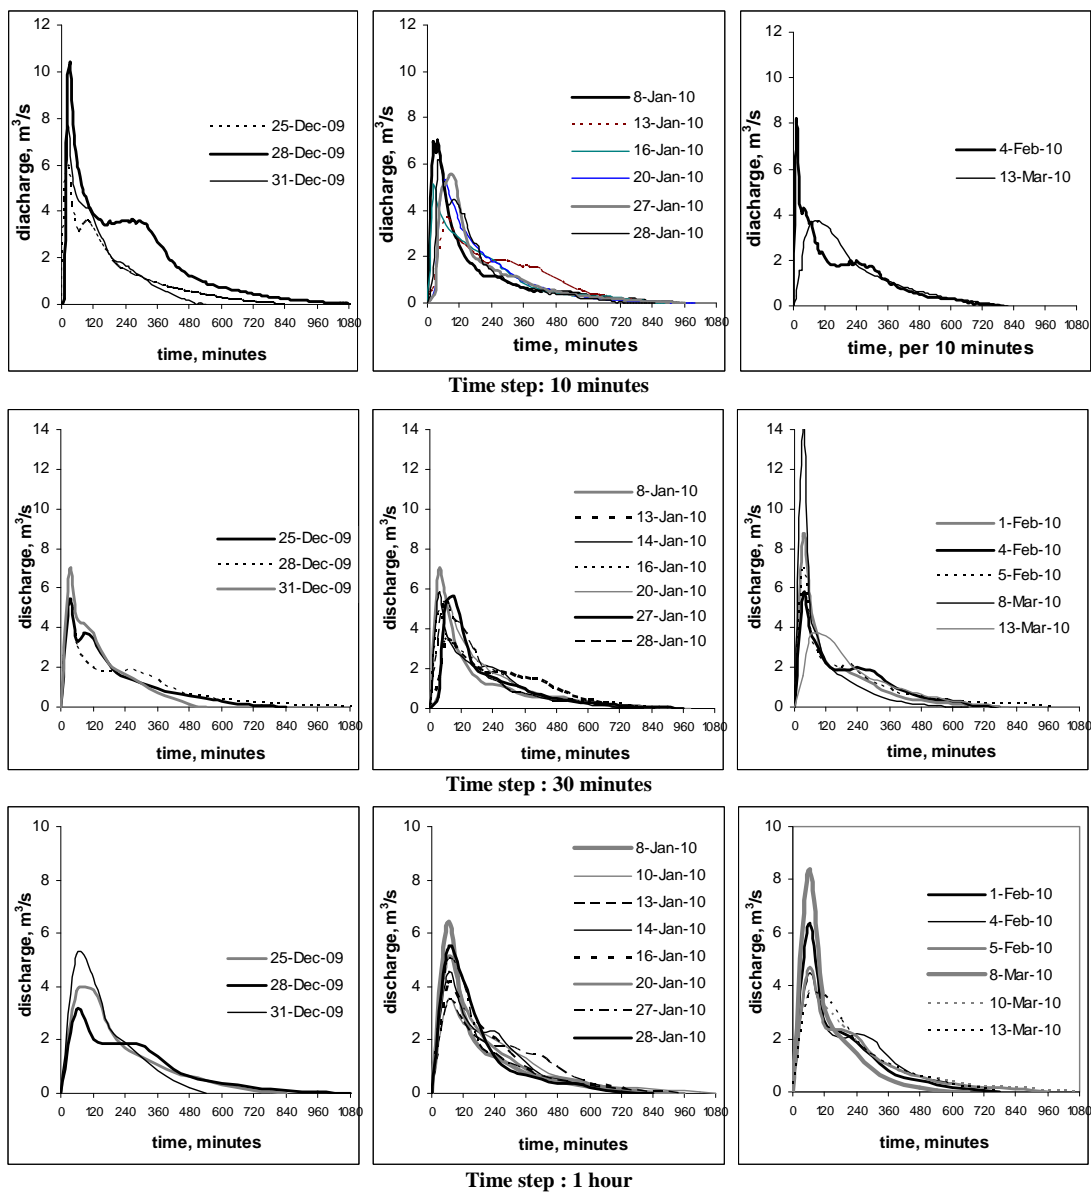 12
10
8
6
4
2
0
diacharge, m³/s
25-Dec-09
28-Dec-09
31-Dec-09
0 120 240 360 480 600 720 840 960 1080
time, minutes
12
10
8
6
4
2
0
diacharge, m³/s
8-Jan-10
13-Jan-10
16-Jan-10
20-Jan-10
27-Jan-10
28-Jan-10
0 120 240 360 480 600 720 840 960 1080
time, minutes
12
10
8
6
4
2
0
diacharge, m³/s
4-Feb-10
13-Mar-10
0 120 240 360 480 600 720 840 960 1080
time, per 10 minutes
Time step: 10 minutes
14
12
10
8
6
4
2
0
discharge, m³/s
25-Dec-09
28-Dec-09
31-Dec-09
0 120 240 360 480 600 720 840 960 1080
time, minutes
14
12
10
8
6
4
2
0
discharge, m³/s
8-Jan-10
13-Jan-10
14-Jan-10
16-Jan-10
20-Jan-10
27-Jan-10
28-Jan-10
0 120 240 360 480 600 720 840 960 1080
time, minutes
14
12
10
8
6
4
2
0
discharge, m³/s
1-Feb-10
4-Feb-10
5-Feb-10
8-Mar-10
13-Mar-10
0 120 240 360 480 600 720 840 960 1080
time, minutes
Time step : 30 minutes
10
8
6
4
2
0
discharge, m³/s
25-Dec-09
28-Dec-09
31-Dec-09
0 120 240 360 480 600 720 840 960 1080
time, minutes
10
8
6
4
2
0
discharge, m³/s
8-Jan-10
10-Jan-10
13-Jan-10
14-Jan-10
16-Jan-10
20-Jan-10
27-Jan-10
28-Jan-10
0 120 240 360 480 600 720 840 960 1080
time, minutes
10
8
6
4
2
0
discharge, m³/s
1-Feb-10
4-Feb-10
5-Feb-10
8-Mar-10
10-Mar-10
13-Mar-10
0 120 240 360 480 600 720 840 960 1080
time, minutes
Time step : 1 hour